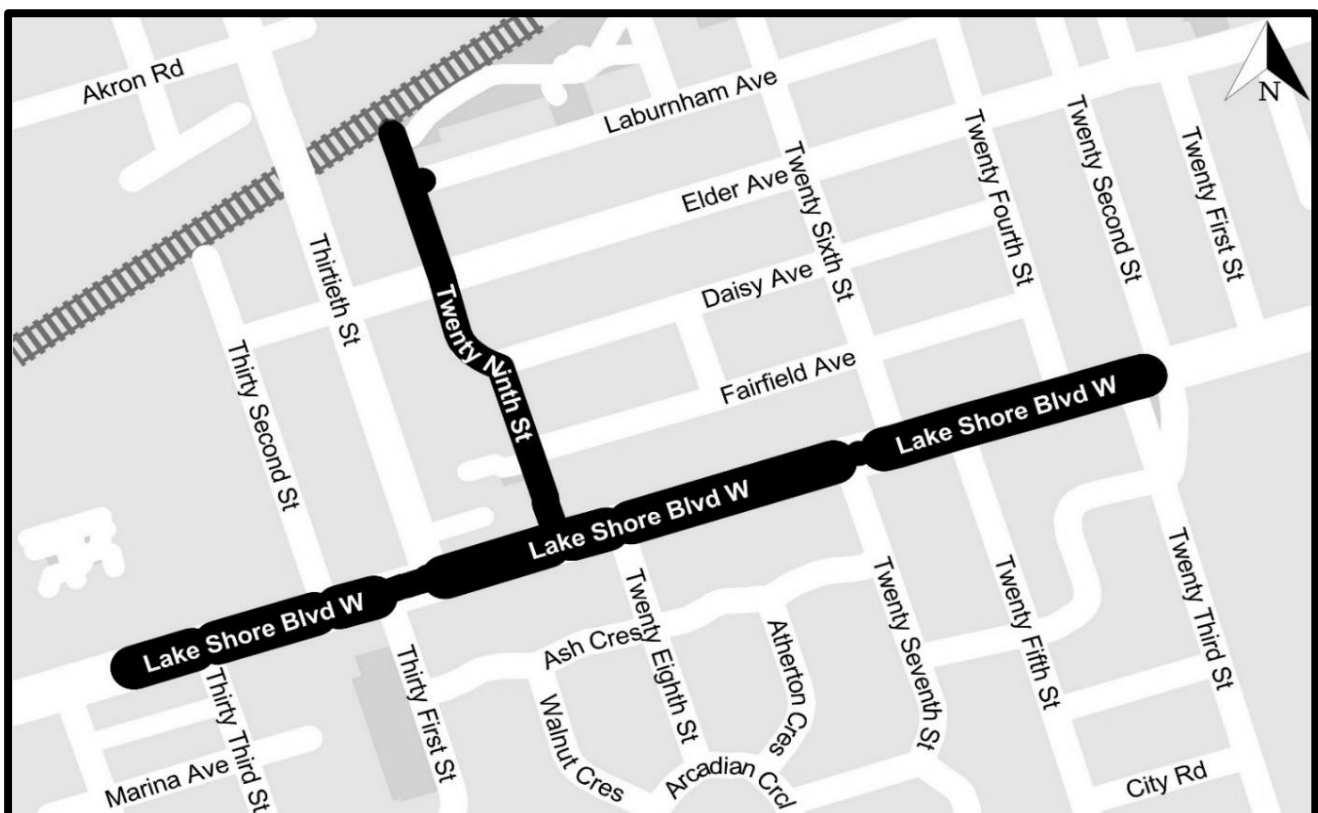 Akron Rd
Laburnham Ave
N
Twenty Sixth St
Twenty Fourth St
Twenty Second St
Twenty First St
Elder Ave
Thirtieth St
Daisy Ave
Twenty Ninth St
Thirty Second St
Fairfield Ave
Lake Shore Blvd W
Lake Shore Blvd W
Lake Shore Blvd W
Lake Shore Blvd W
Twenty Third St
Twenty Fifth St
Twenty Seventh St
Twenty Eighth St
Ash Cres
Atherton Cres
Thirty First St
Thirty Third St
Walnut Cres
Arcadian Crcl
Marina Ave
City Rd